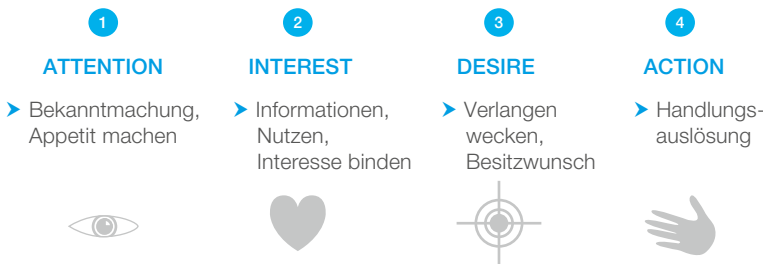 1
ATTENTION
Bekanntmachung,
Appetit machen
2
INTEREST
Informationen,
Nutzen,
Interesse binden
3
DESIRE
Verlangen
wecken,
Besitzwunsch
4
ACTION
Handlungs-
auslösung